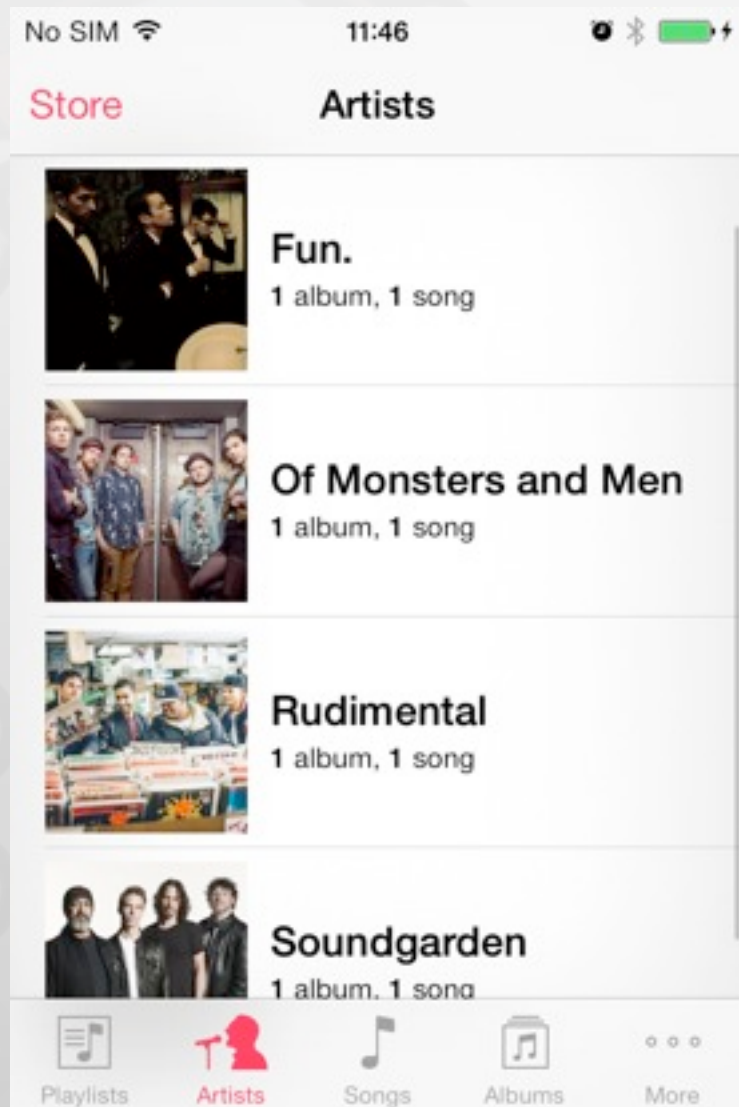 No SIM 11:46
Store Artists
Fun.
1 album, 1 song
Of Monsters and Men
1 album, 1 song
Rudimental
1 album, 1 song
Soundgarden
1 album, 1 song
Playlists Artists Songs Albums More